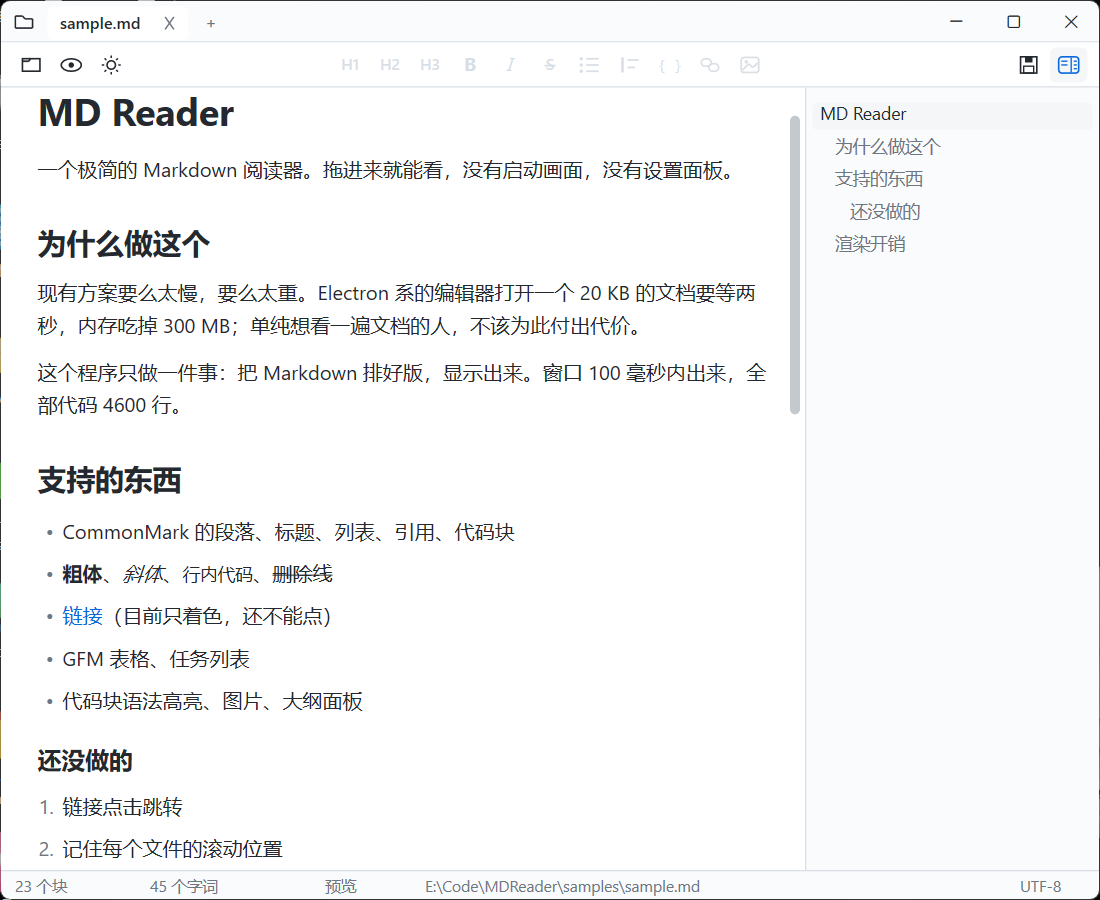 sample.md
H1 H2 H3 B I S { }
MD Reader
一个极简的 Markdown 阅读器。拖进来就能看，没有启动画面，没有设置面板。
为什么做这个
现有方案要么太慢，要么太重。Electron 系的编辑器打开一个 20 KB 的文档要等两
秒，内存吃掉 300 MB；单纯想看一遍文档的人，不该为此付出代价。
这个程序只做一件事：把 Markdown 排好版，显示出来。窗口 100 毫秒内出来，全
部代码 4600 行。
支持的东西
• CommonMark 的段落、标题、列表、引用、代码块
• 粗体、斜体、行内代码、删除线
• 链接（目前只着色，还不能点）
• GFM 表格、任务列表
• 代码块语法高亮、图片、大纲面板
还没做的
1. 链接点击跳转
2. 记住每个文件的滚动位置
MD Reader
为什么做这个
支持的东西
还没做的
渲染开销
23 个块 45 个字词 预览 E:\Code\MDReader\samples\sample.md UTF-8